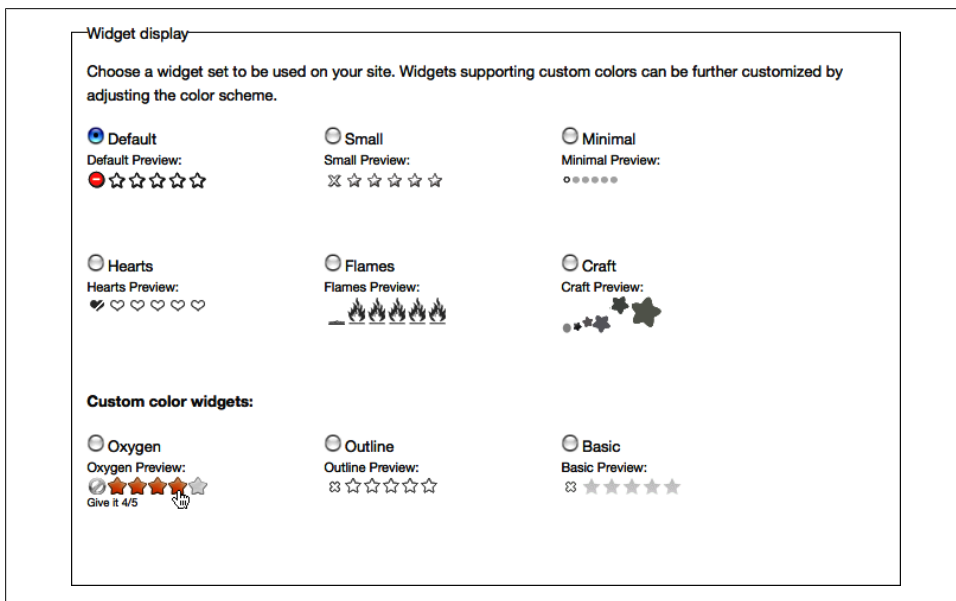 Widget display
Choose a widget set to be used on your site. Widgets supporting custom colors can be further customized by
adjusting the color scheme.
Default
Small
Minimal
Default Preview:
Small Preview:
Minimal Preview:
Hearts
Flames
Craft
Hearts Preview:
Flames Preview:
Craft Preview:
Custom color widgets:
Oxygen
Outline
Basic
Oxygen Preview:
Outline Preview:
Basic Preview:
Give it 4/5